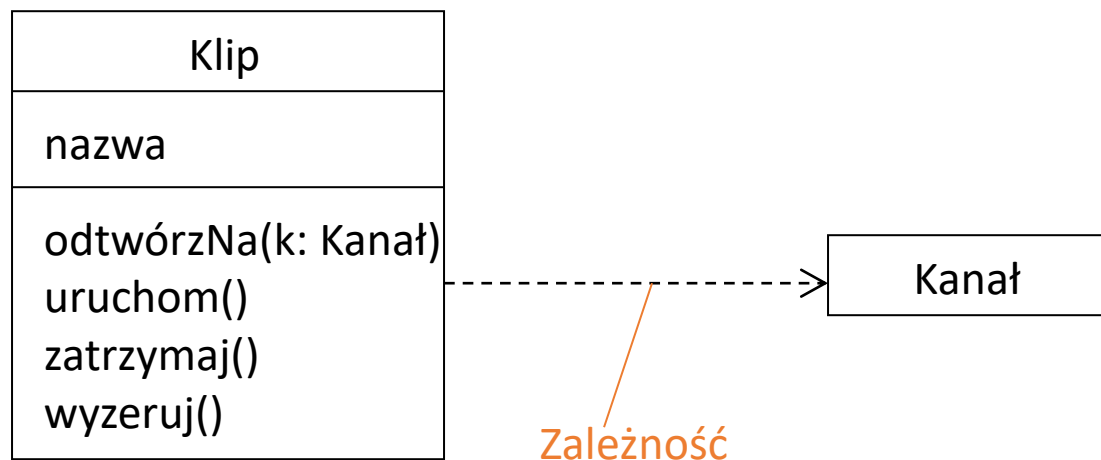 Klip
nazwa
odtwórzNa(k: Kanał)
uruchom()
zatrzymaj()
wyzeruj()
Kanał
Zależność